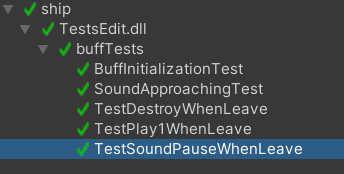 ship
TestsEdit.dll
buffTests
BuffInitializationTest
SoundApproachingTest
TestDestroyWhenLeave
TestPlay1WhenLeave
TestSoundPauseWhenLeave